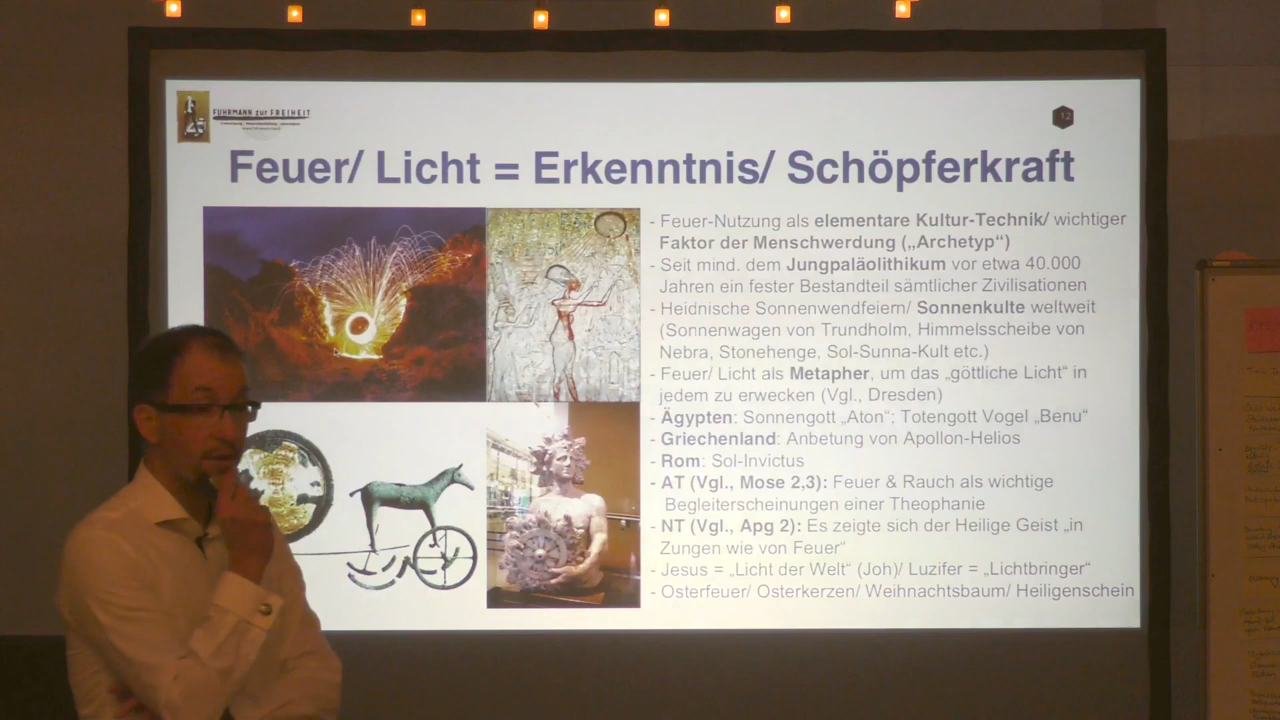 FUHRMANN zur FREIHEIT
12
Feuer/ Licht = Erkenntnis/ Schöpferkraft
- Feuer-Nutzung als elementare Kultur-Technik/ wichtiger
Faktor der Menschwerdung („Archetyp“)
- Seit mind. dem Jungpaläolithikum vor etwa 40.000
Jahren ein fester Bestandteil sämtlicher Zivilisationen
- Heidnische Sonnenwendfeiern/ Sonnenkulte weltweit
(Sonnenwagen von Trundholm, Himmelsscheibe von
Nebra, Stonehenge, Sol-Sunna-Kult etc.)
- Feuer/ Licht als Metapher, um das „göttliche Licht“ in
jedem zu erwecken (Vgl., Dresden)
- Ägypten: Sonnengott „Aton“; Totengott Vogel „Benu“
- Griechenland: Anbetung von Apollon-Helios
- Rom: Sol-Invictus
- AT (Vgl., Mose 2,3): Feuer & Rauch als wichtige
Begleiterscheinungen einer Theophanie
- NT (Vgl., Apg 2): Es zeigte sich der Heilige Geist „in
Zungen wie von Feuer“
- Jesus = „Licht der Welt“ (Joh)/ Luzifer = „Lichtbringer“
- Osterfeuer/ Osterkerzen/ Weihnachtsbaum/ Heiligenschein